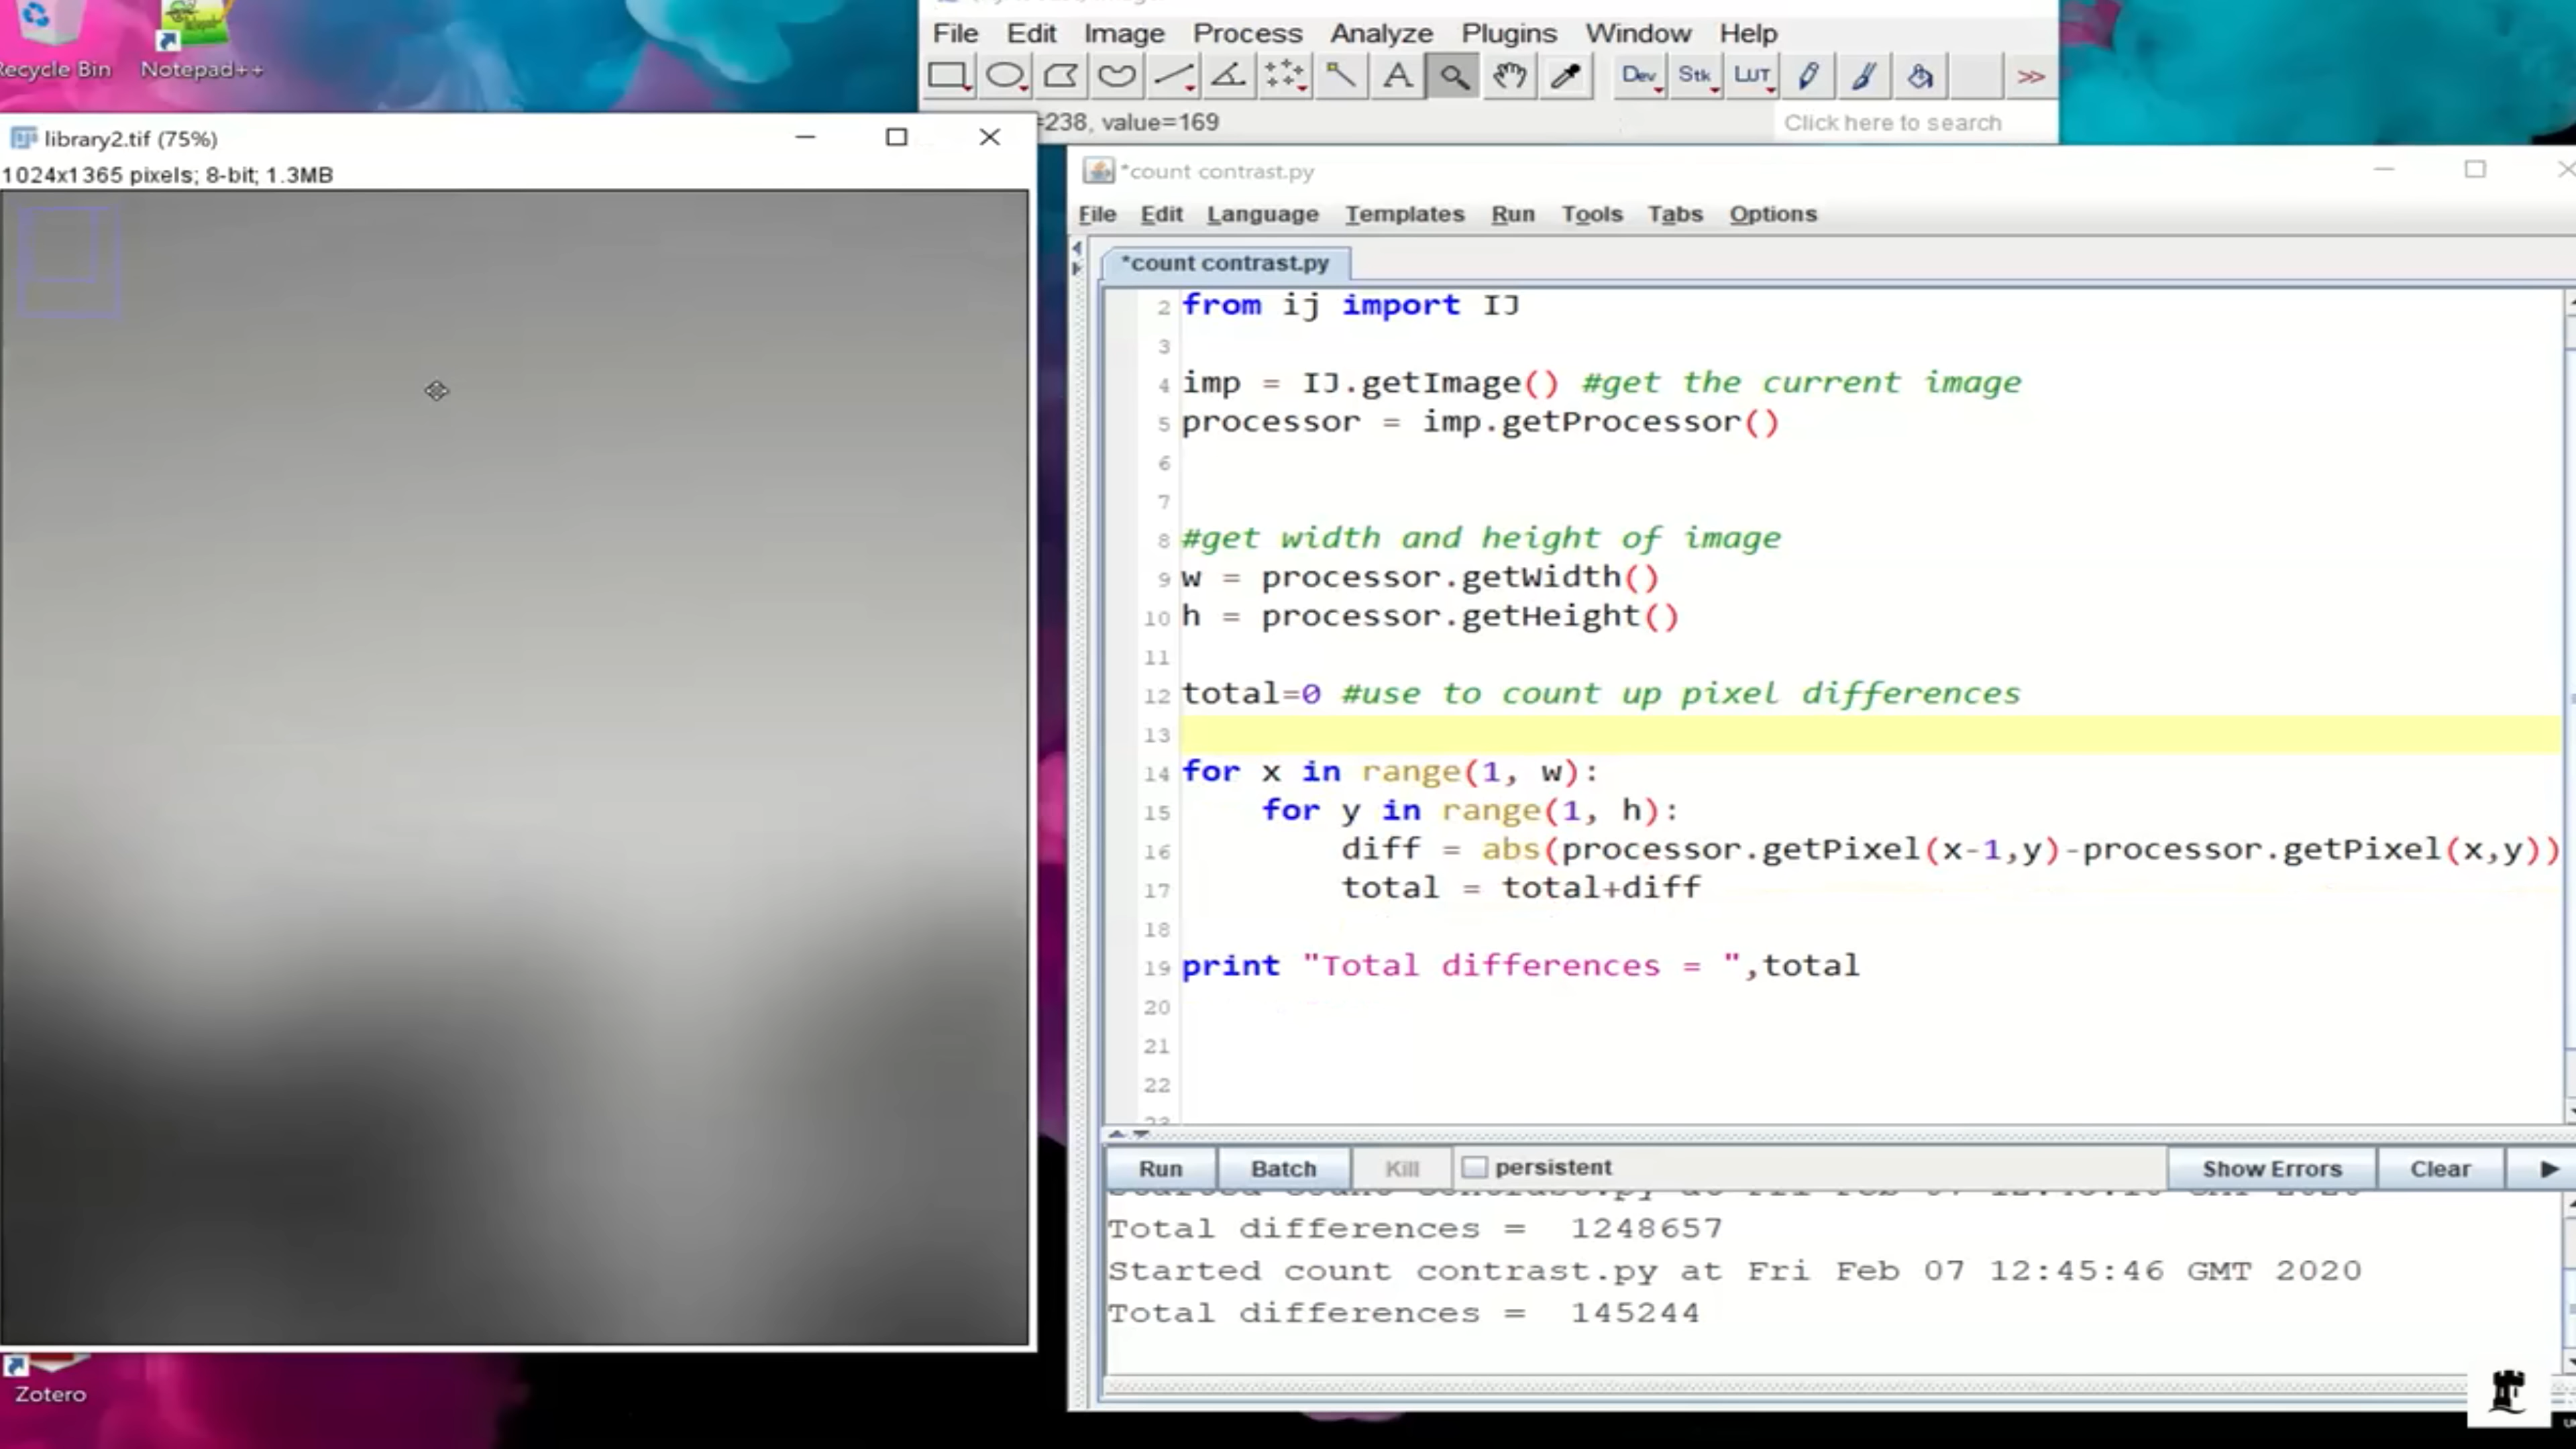 Recycle Bin
Notepad++
File Edit Image Process Analyze Plugins Window Help
Dev Stk LUT >>
=238, value=169
Click here to search
library2.tif (75%)
1024x1365 pixels; 8-bit; 1.3MB
*count contrast.py
File Edit Language Templates Run Tools Tabs Options
*count contrast.py
2 from ij import IJ
3
4 imp = IJ.getImage() #get the current image
5 processor = imp.getProcessor()
6
7
8 #get width and height of image
9 w = processor.getWidth()
10 h = processor.getHeight()
11
12 total=0 #use to count up pixel differences
13
14 for x in range(1, w):
15 for y in range(1, h):
16 diff = abs(processor.getPixel(x-1,y)-processor.getPixel(x,y))
17 total = total+diff
18
19 print "Total differences = ",total
20
21
22
Run Batch Kill persistent Show Errors Clear
Total differences = 1248657
Started count contrast.py at Fri Feb 07 12:45:46 GMT 2020
Total differences = 145244
Zotero